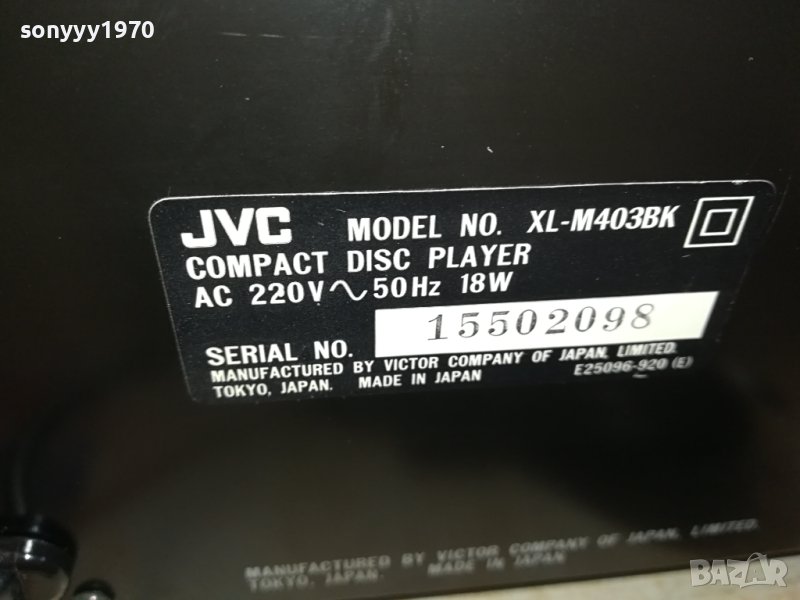 sonyyy1970
JVC MODEL NO. XL-M403BK
COMPACT DISC PLAYER
AC 220V ~ 50Hz 18W
SERIAL NO. 15502098
MANUFACTURED BY VICTOR COMPANY OF JAPAN, LIMITED.
TOKYO, JAPAN. MADE IN JAPAN E25096-920 (E)
MANUFACTURED BY VICTOR COMPANY OF JAPAN, LIMITED.
TOKYO, JAPAN. MADE IN JAPAN
BAZAR